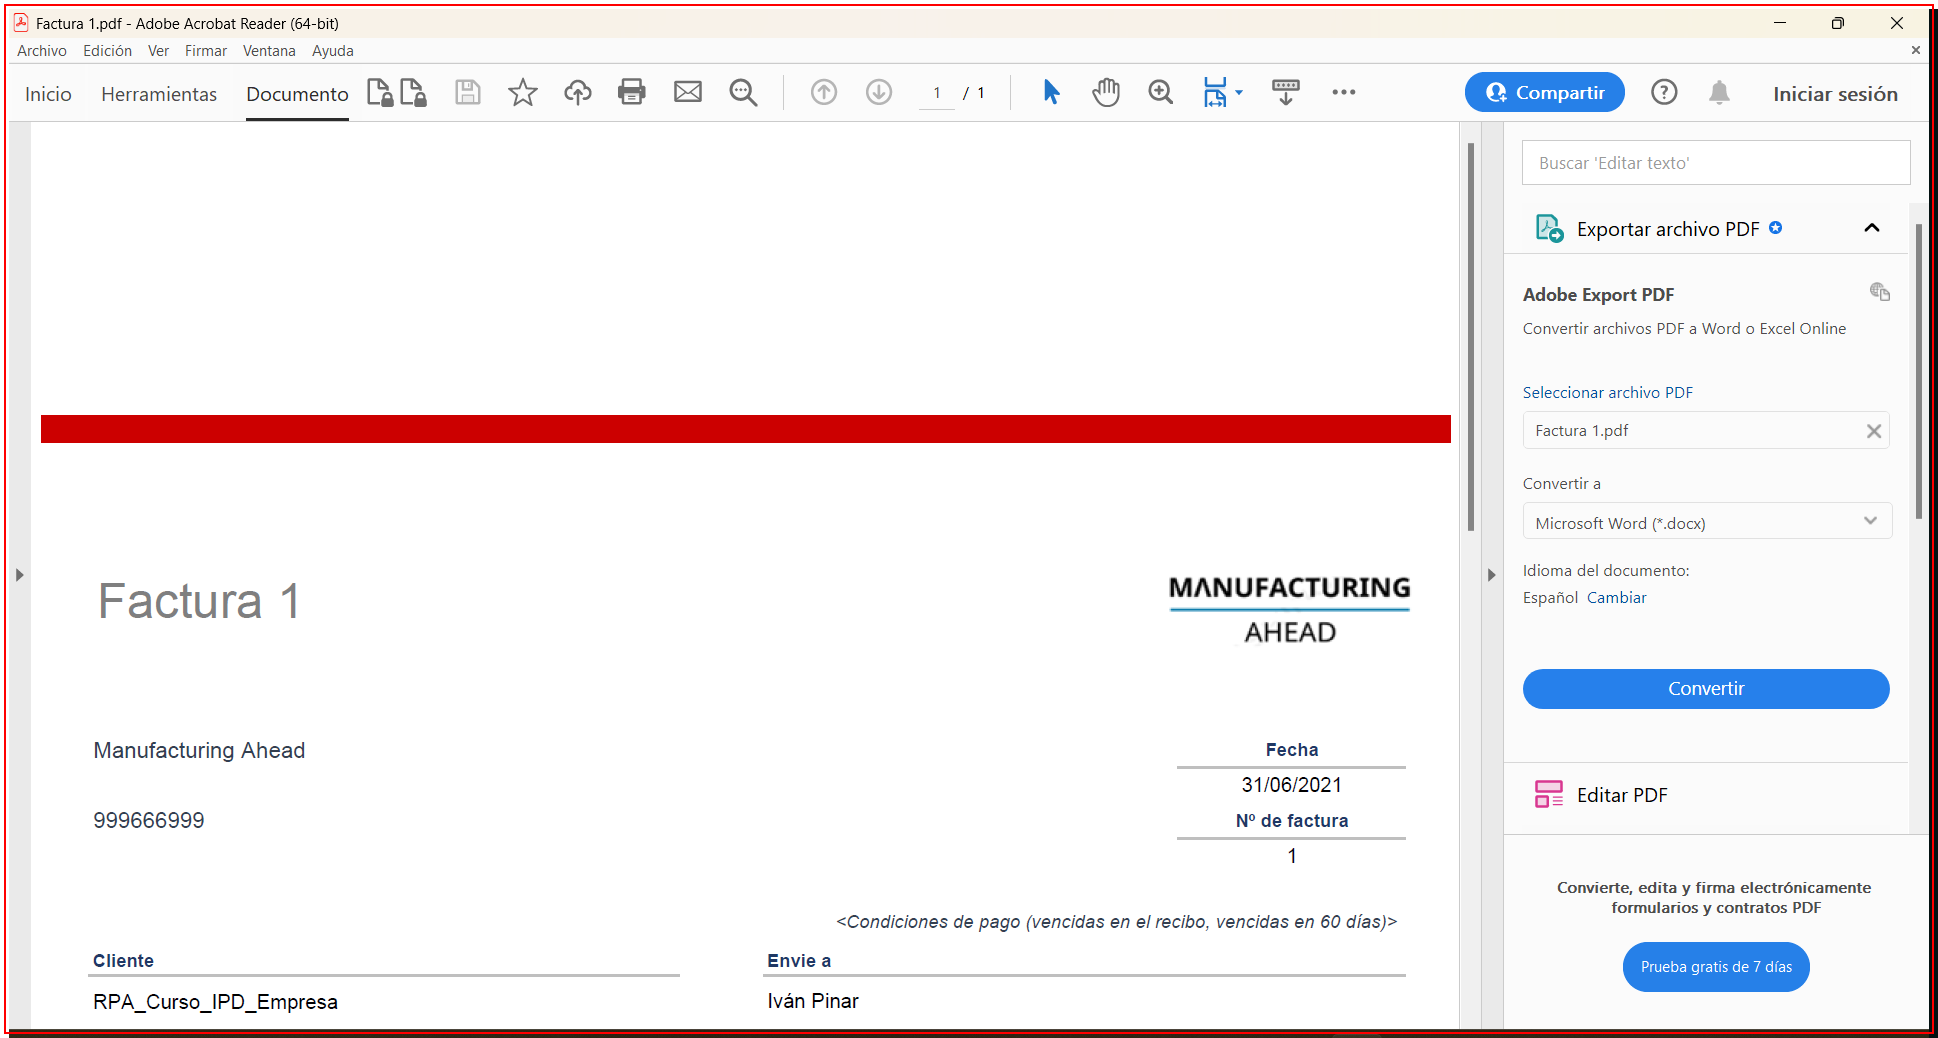 Factura 1.pdf - Adobe Acrobat Reader (64-bit)
Archivo Edición Ver Firmar Ventana Ayuda
Inicio Herramientas Documento 1 / 1 Compartir Iniciar sesión
Buscar 'Editar texto'
Exportar archivo PDF
Adobe Export PDF
Convertir archivos PDF a Word o Excel Online
Seleccionar archivo PDF
Factura 1.pdf
Convertir a
Microsoft Word (*.docx)
Idioma del documento:
Español Cambiar
Convertir
Editar PDF
Convierte, edita y firma electrónicamente
formularios y contratos PDF
Prueba gratis de 7 días
Factura 1
MANUFACTURING
AHEAD
Manufacturing Ahead
999666999
Fecha
31/06/2021
Nº de factura
1
<Condiciones de pago (vencidas en el recibo, vencidas en 60 días)>
Cliente
RPA_Curso_IPD_Empresa
Envie a
Iván Pinar